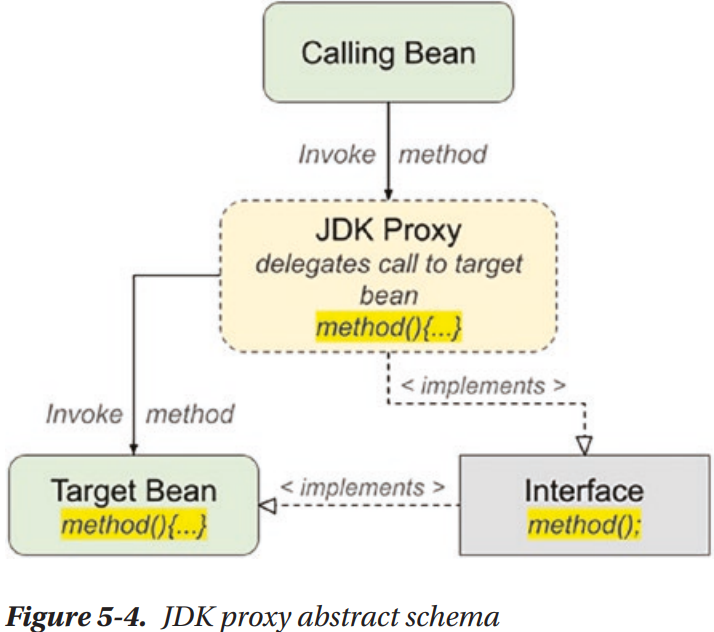 Calling Bean
Invoke method
JDK Proxy
delegates call to target
bean
method(){...}
< implements >
Invoke method
Target Bean
method(){...}
< implements >
Interface
method();
Figure 5-4. JDK proxy abstract schema